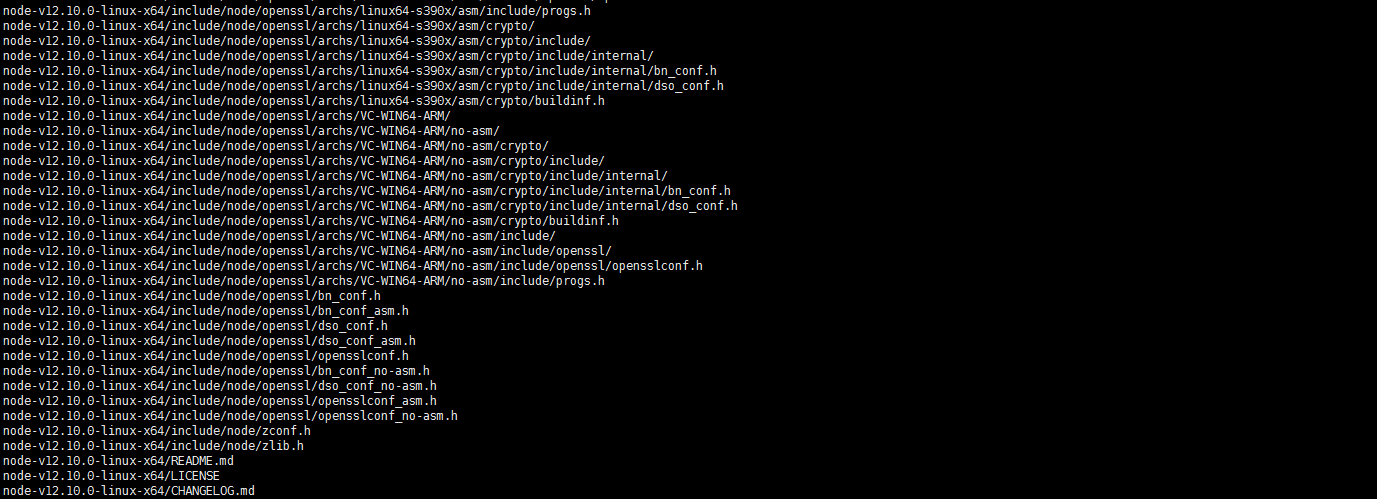 node-v12.10.0-linux-x64/include/node/openssl/archs/linux64-s390x/asm/include/progs.h
node-v12.10.0-linux-x64/include/node/openssl/archs/linux64-s390x/asm/crypto/
node-v12.10.0-linux-x64/include/node/openssl/archs/linux64-s390x/asm/crypto/include/
node-v12.10.0-linux-x64/include/node/openssl/archs/linux64-s390x/asm/crypto/include/internal/
node-v12.10.0-linux-x64/include/node/openssl/archs/linux64-s390x/asm/crypto/include/internal/bn_conf.h
node-v12.10.0-linux-x64/include/node/openssl/archs/linux64-s390x/asm/crypto/include/internal/dso_conf.h
node-v12.10.0-linux-x64/include/node/openssl/archs/linux64-s390x/asm/crypto/buildinf.h
node-v12.10.0-linux-x64/include/node/openssl/archs/VC-WIN64-ARM/
node-v12.10.0-linux-x64/include/node/openssl/archs/VC-WIN64-ARM/no-asm/
node-v12.10.0-linux-x64/include/node/openssl/archs/VC-WIN64-ARM/no-asm/crypto/
node-v12.10.0-linux-x64/include/node/openssl/archs/VC-WIN64-ARM/no-asm/crypto/include/
node-v12.10.0-linux-x64/include/node/openssl/archs/VC-WIN64-ARM/no-asm/crypto/include/internal/
node-v12.10.0-linux-x64/include/node/openssl/archs/VC-WIN64-ARM/no-asm/crypto/include/internal/bn_conf.h
node-v12.10.0-linux-x64/include/node/openssl/archs/VC-WIN64-ARM/no-asm/crypto/include/internal/dso_conf.h
node-v12.10.0-linux-x64/include/node/openssl/archs/VC-WIN64-ARM/no-asm/crypto/buildinf.h
node-v12.10.0-linux-x64/include/node/openssl/archs/VC-WIN64-ARM/no-asm/include/
node-v12.10.0-linux-x64/include/node/openssl/archs/VC-WIN64-ARM/no-asm/include/openssl/
node-v12.10.0-linux-x64/include/node/openssl/archs/VC-WIN64-ARM/no-asm/include/openssl/opensslconf.h
node-v12.10.0-linux-x64/include/node/openssl/archs/VC-WIN64-ARM/no-asm/include/progs.h
node-v12.10.0-linux-x64/include/node/openssl/bn_conf.h
node-v12.10.0-linux-x64/include/node/openssl/bn_conf_asm.h
node-v12.10.0-linux-x64/include/node/openssl/dso_conf.h
node-v12.10.0-linux-x64/include/node/openssl/dso_conf_asm.h
node-v12.10.0-linux-x64/include/node/openssl/opensslconf.h
node-v12.10.0-linux-x64/include/node/openssl/bn_conf_no-asm.h
node-v12.10.0-linux-x64/include/node/openssl/dso_conf_no-asm.h
node-v12.10.0-linux-x64/include/node/openssl/opensslconf_asm.h
node-v12.10.0-linux-x64/include/node/openssl/opensslconf_no-asm.h
node-v12.10.0-linux-x64/include/node/zconf.h
node-v12.10.0-linux-x64/include/node/zlib.h
node-v12.10.0-linux-x64/README.md
node-v12.10.0-linux-x64/LICENSE
node-v12.10.0-linux-x64/CHANGELOG.md